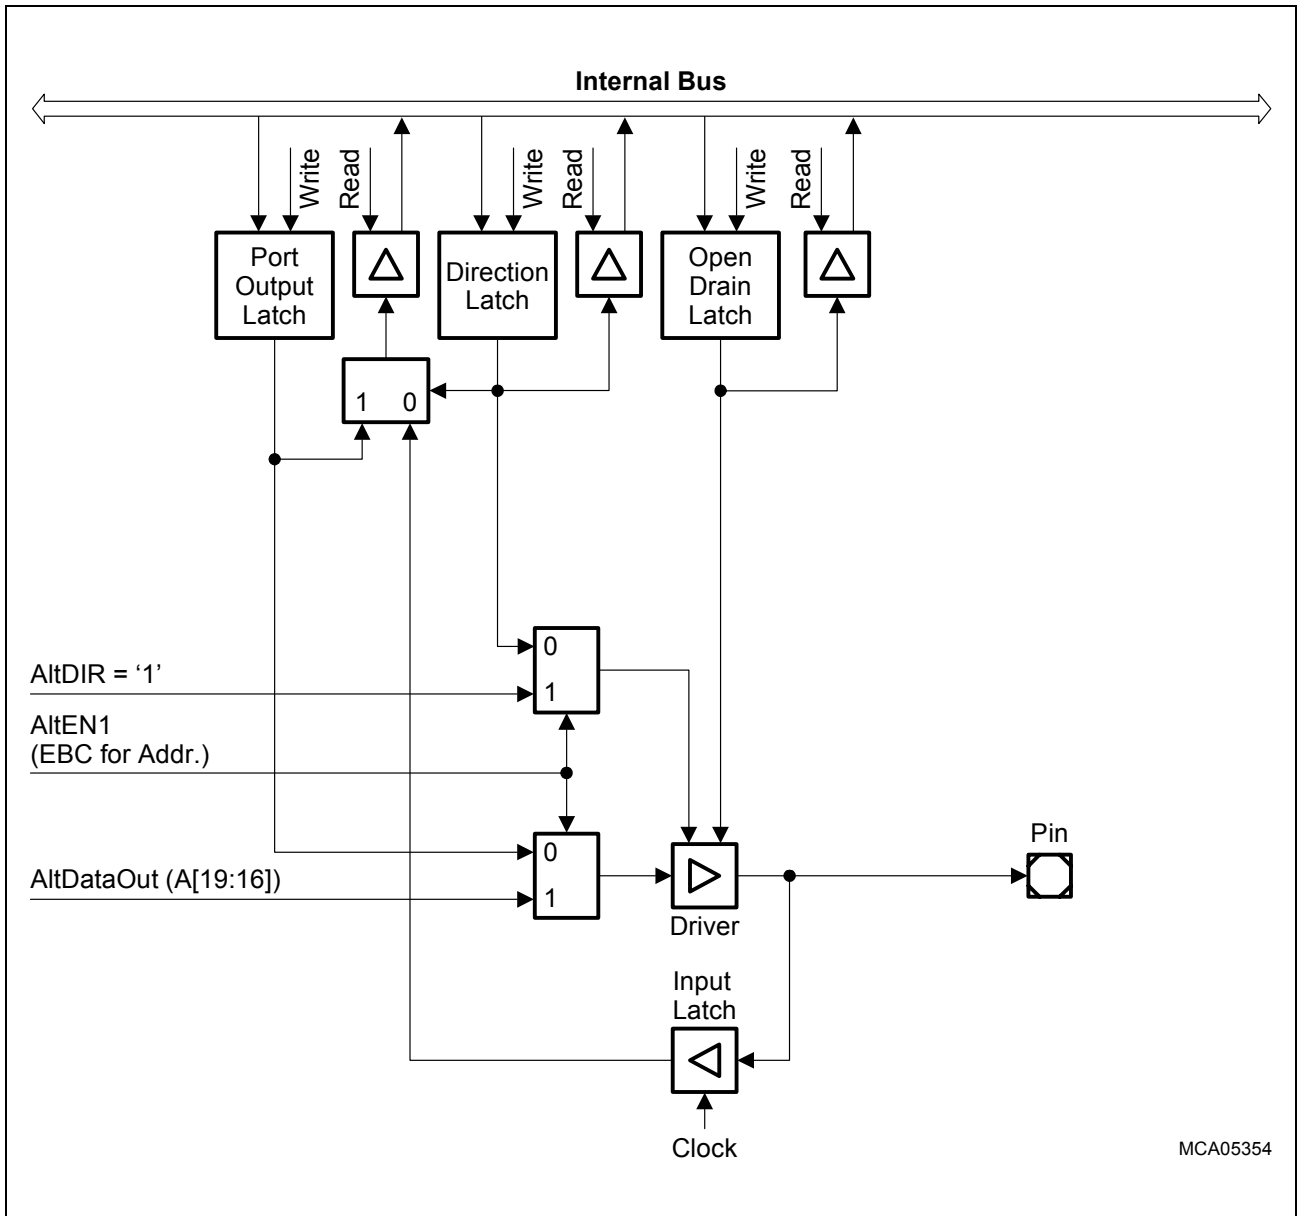 Internal Bus
Write
Read
Write
Read
Write
Read
Port
Output
Latch
Direction
Latch
Open
Drain
Latch
1 0
0
1
AltDIR = ‘1’
AltEN1
(EBC for Addr.)
0
1
AltDataOut (A[19:16])
Driver
Pin
Input
Latch
Clock
MCA05354